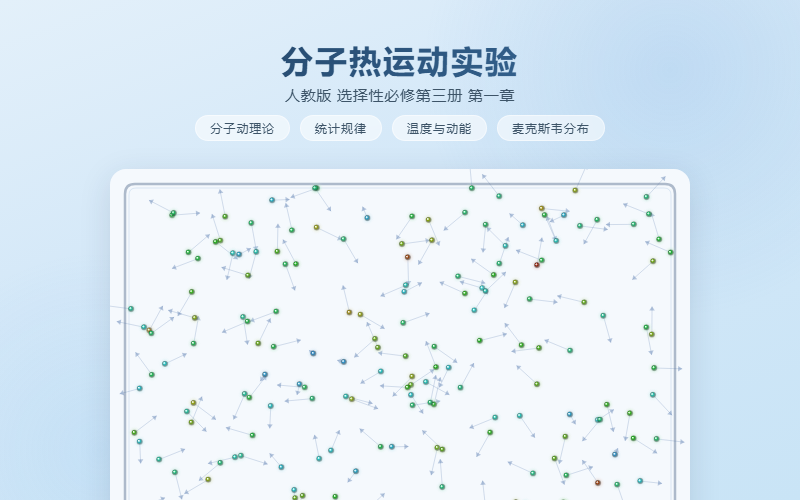 分子热运动实验
人教版 选择性必修第三册 第一章
分子动理论 统计规律 温度与动能 麦克斯韦分布